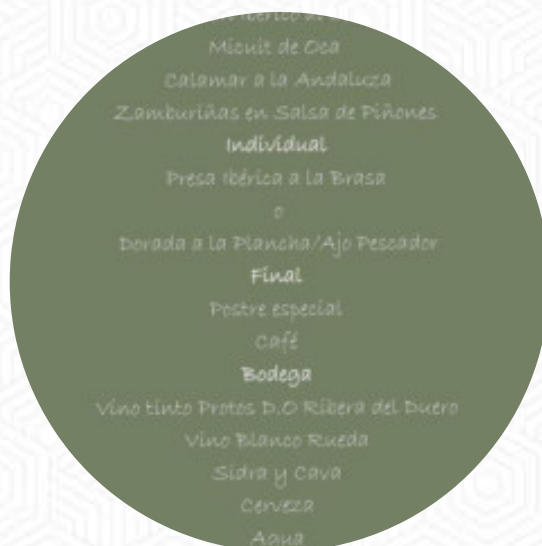 Ibérico
Micuit de Oca
Calamar a la Andaluza
Zamburiñas en Salsa de Piñones
Individual
Presa Ibérica a la Brasa
o
Dorada a la Plancha/Ajo Pescador
Final
Postre especial
Café
Bodega
Vino tinto Protos D.O Ribera del Duero
Vino Blanco Rueda
Sidra y Cava
Cerveza
Agua